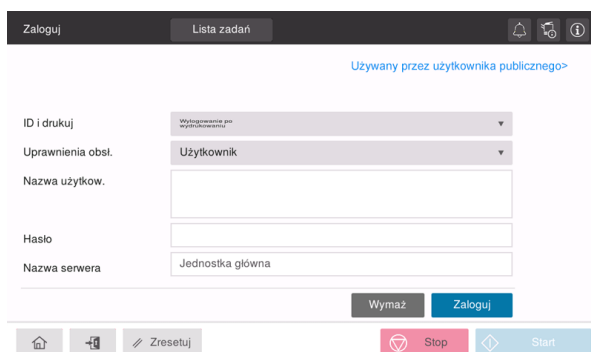 Zaloguj
Lista zadań
Używany przez użytkownika publicznego>
ID i drukuj
Wylogowanie po
wydrukowaniu
Uprawnienia obsł.
Użytkownik
Nazwa użytkow.
Hasło
Nazwa serwera
Jednostka główna
Wymaż
Zaloguj
Zresetuj
Stop
Start